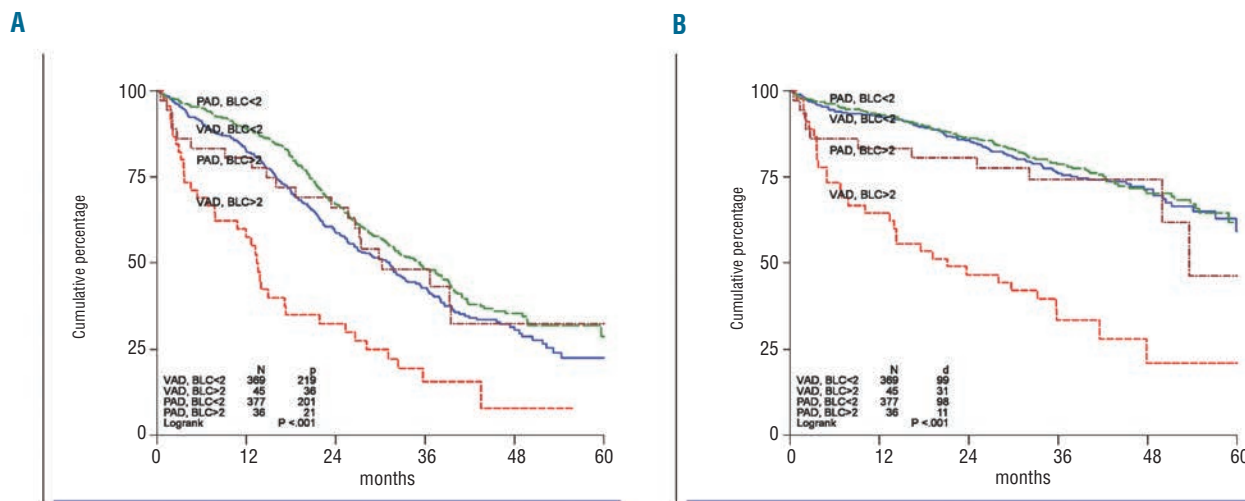 A
Cumulative percentage
100
75
50
25
0
PAD, BLC<2
VAD, BLC<2
PAD, BLC>2
VAD, BLC>2
N p
VAD, BLC<2 369 219
VAD, BLC>2 45 36
PAD, BLC<2 377 201
PAD, BLC>2 36 21
Logrank P <.001
0 12 24 36 48 60
months
B
Cumulative percentage
100
75
50
25
0
PAD, BLC<2
VAD, BLC<2
PAD, BLC>2
VAD, BLC>2
N d
VAD, BLC<2 369 99
VAD, BLC>2 45 31
PAD, BLC<2 377 98
PAD, BLC>2 36 11
Logrank P <.001
0 12 24 36 48 60
months